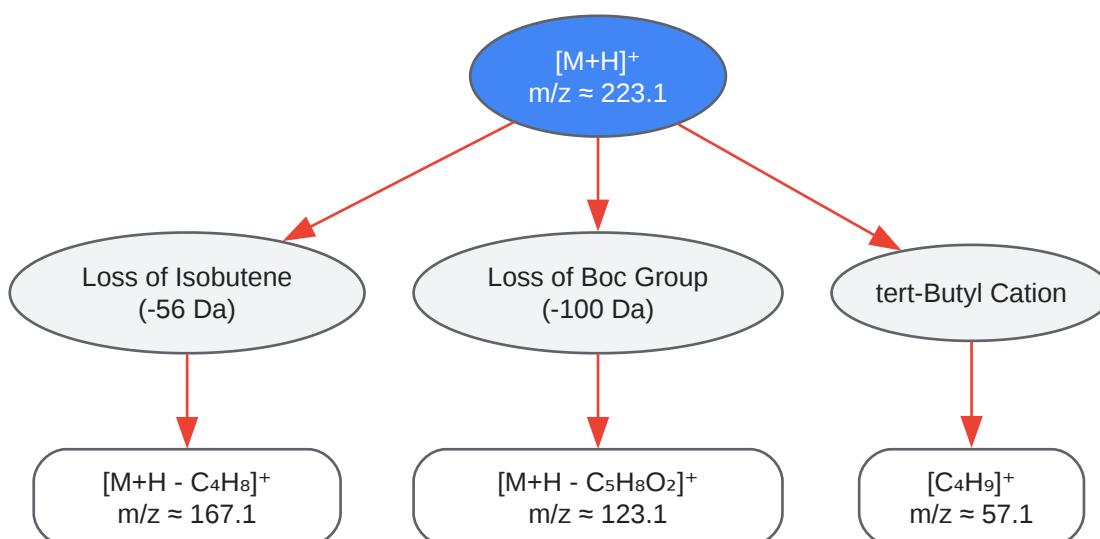 [M+H]⁺
m/z ≈ 223.1
Loss of Isobutene
(-56 Da)
Loss of Boc Group
(-100 Da)
tert-Butyl Cation
[M+H - C₄H₈]⁺
m/z ≈ 167.1
[M+H - C₅H₈O₂]⁺
m/z ≈ 123.1
[C₄H₉]⁺
m/z ≈ 57.1